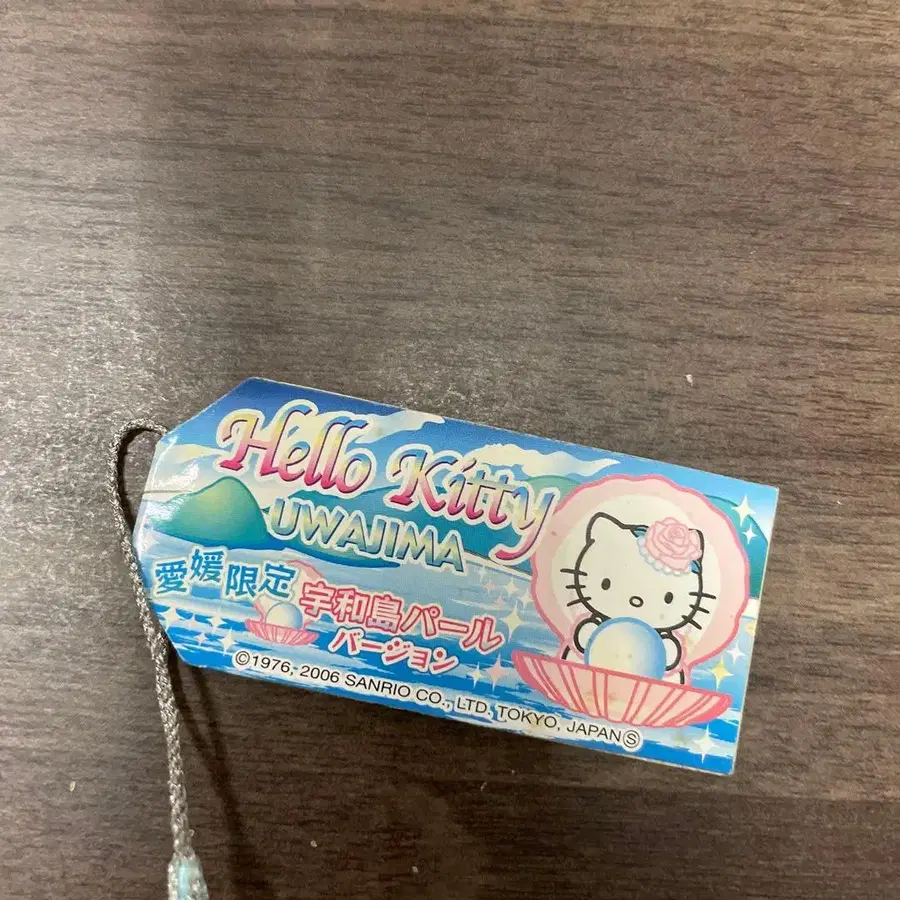 Hello Kitty
UWAJIMA
愛媛限定
宇和島パール
バージョン
©1976, 2006 SANRIO CO., LTD. TOKYO, JAPAN Ⓢ